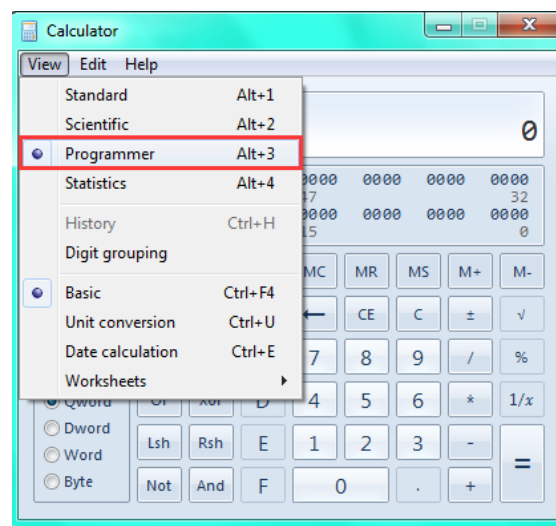 Calculator
View Edit Help
Standard Alt+1
Scientific Alt+2
0
Programmer Alt+3
Statistics Alt+4
0000 0000 0000 0000
47 32
History Ctrl+H
0000 0000 0000 0000
15 0
Digit grouping
MC MR MS M+ M-
Basic Ctrl+F4
Unit conversion Ctrl+U
← CE C ± √
Date calculation Ctrl+E
7 8 9 / %
Worksheets
Qword Or Xor D 4 5 6 * 1/x
Dword
Word
Lsh Rsh E 1 2 3 - =
Byte
Not And F 0 . +